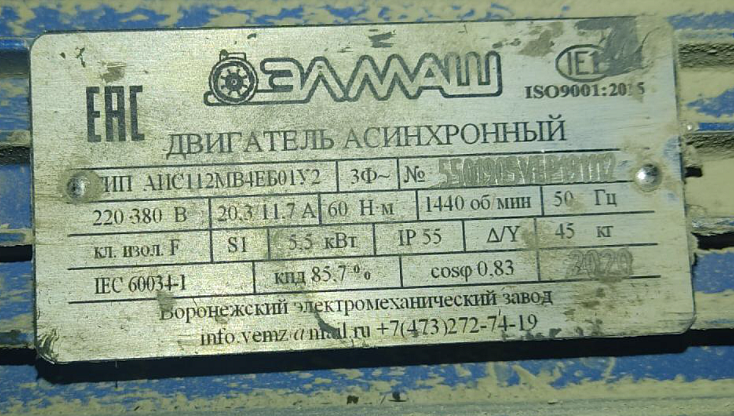 ЭЛМАШ
IE1
EAC
ISO9001:2015
ДВИГАТЕЛЬ АСИНХРОННЫЙ
ТИП АИС112МВ4ЕБ01У2 3Ф~ №
220-380 В 20,3/11,7 А 60 Н·м 1440 об/мин 50 Гц
кл. изол. F S1 5,5 кВт IP 55 Δ/Y 45 кг
IEC 60034-1 кпд 85,7 % cosφ 0,83 2020
Воронежский электромеханический завод
info.vemz@mail.ru +7(473)272-74-19